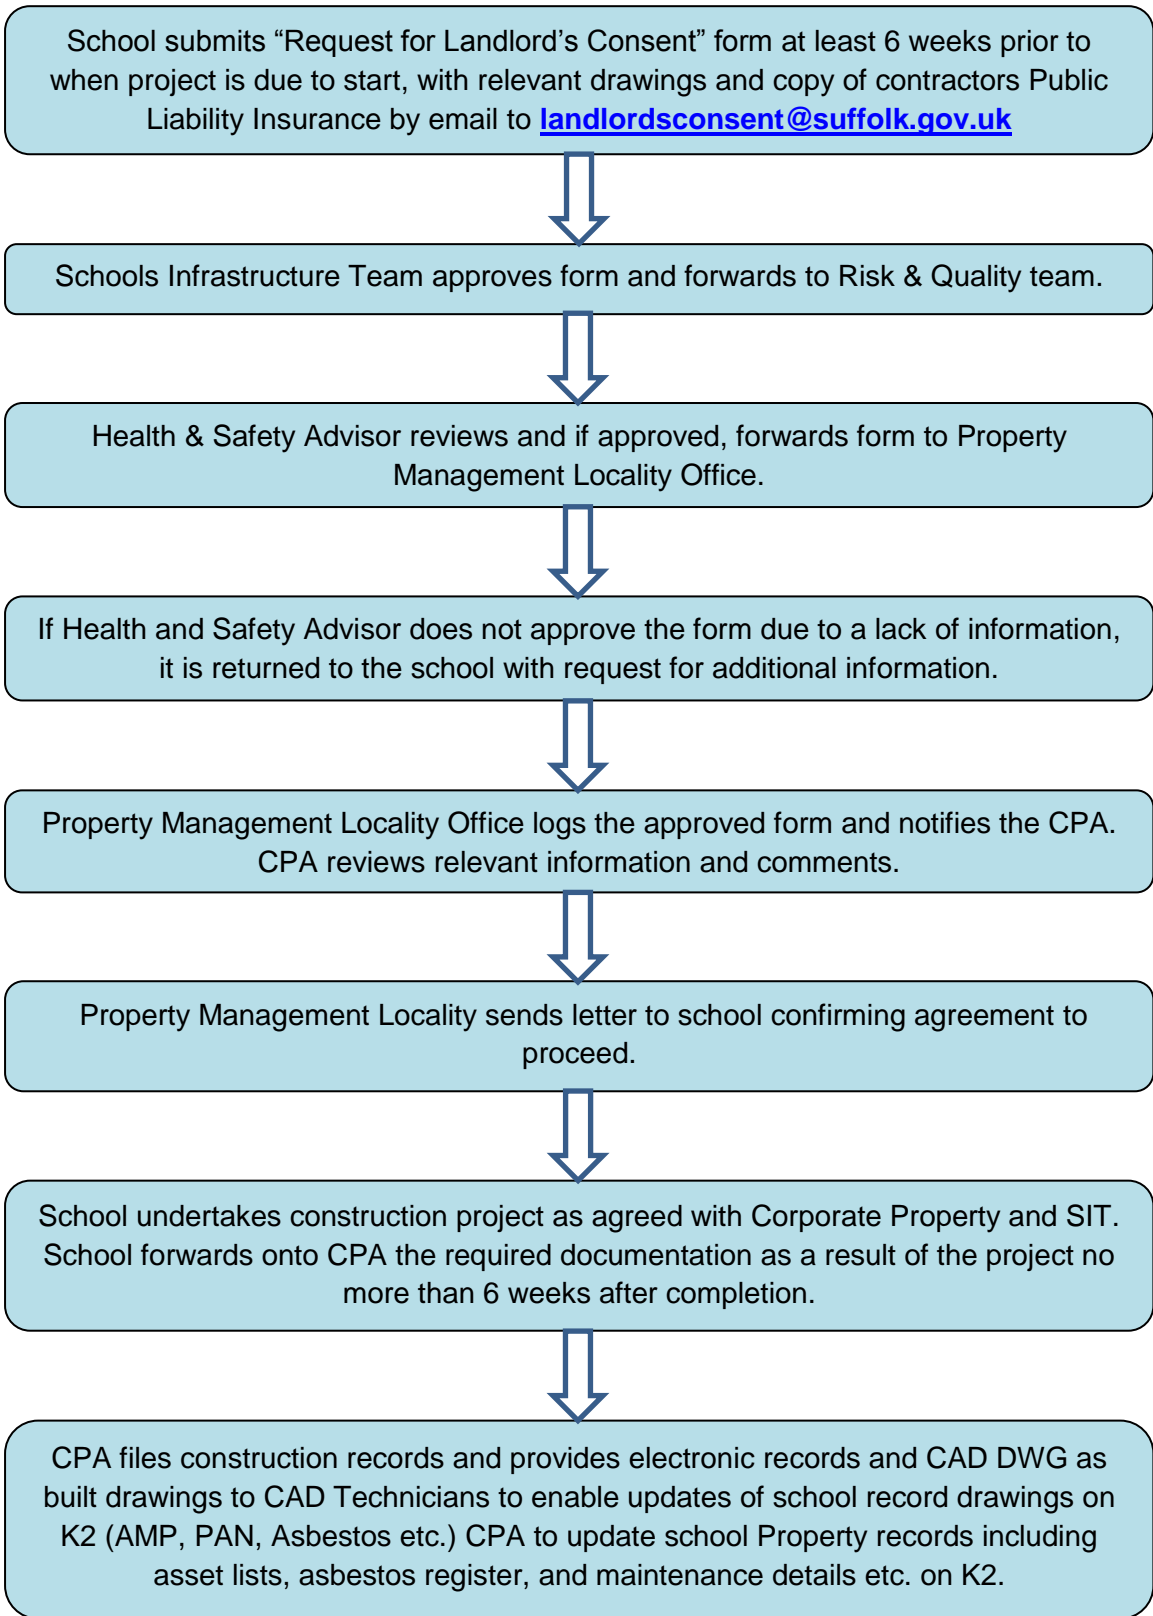 School submits “Request for Landlord’s Consent” form at least 6 weeks prior to
when project is due to start, with relevant drawings and copy of contractors Public
Liability Insurance by email to landlordsconsent@suffolk.gov.uk
Schools Infrastructure Team approves form and forwards to Risk & Quality team.
Health & Safety Advisor reviews and if approved, forwards form to Property
Management Locality Office.
If Health and Safety Advisor does not approve the form due to a lack of information,
it is returned to the school with request for additional information.
Property Management Locality Office logs the approved form and notifies the CPA.
CPA reviews relevant information and comments.
Property Management Locality sends letter to school confirming agreement to
proceed.
School undertakes construction project as agreed with Corporate Property and SIT.
School forwards onto CPA the required documentation as a result of the project no
more than 6 weeks after completion.
CPA files construction records and provides electronic records and CAD DWG as
built drawings to CAD Technicians to enable updates of school record drawings on
K2 (AMP, PAN, Asbestos etc.) CPA to update school Property records including
asset lists, asbestos register, and maintenance details etc. on K2.